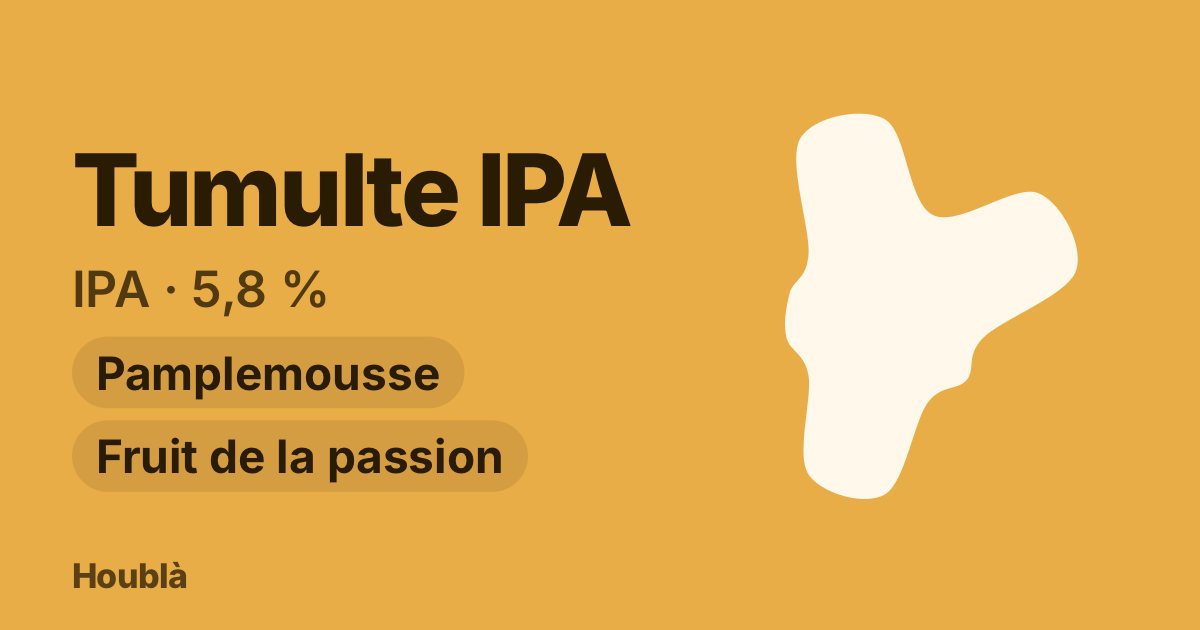 Tumulte IPA
IPA · 5,8 %
Pamplemousse
Fruit de la passion
Houblà